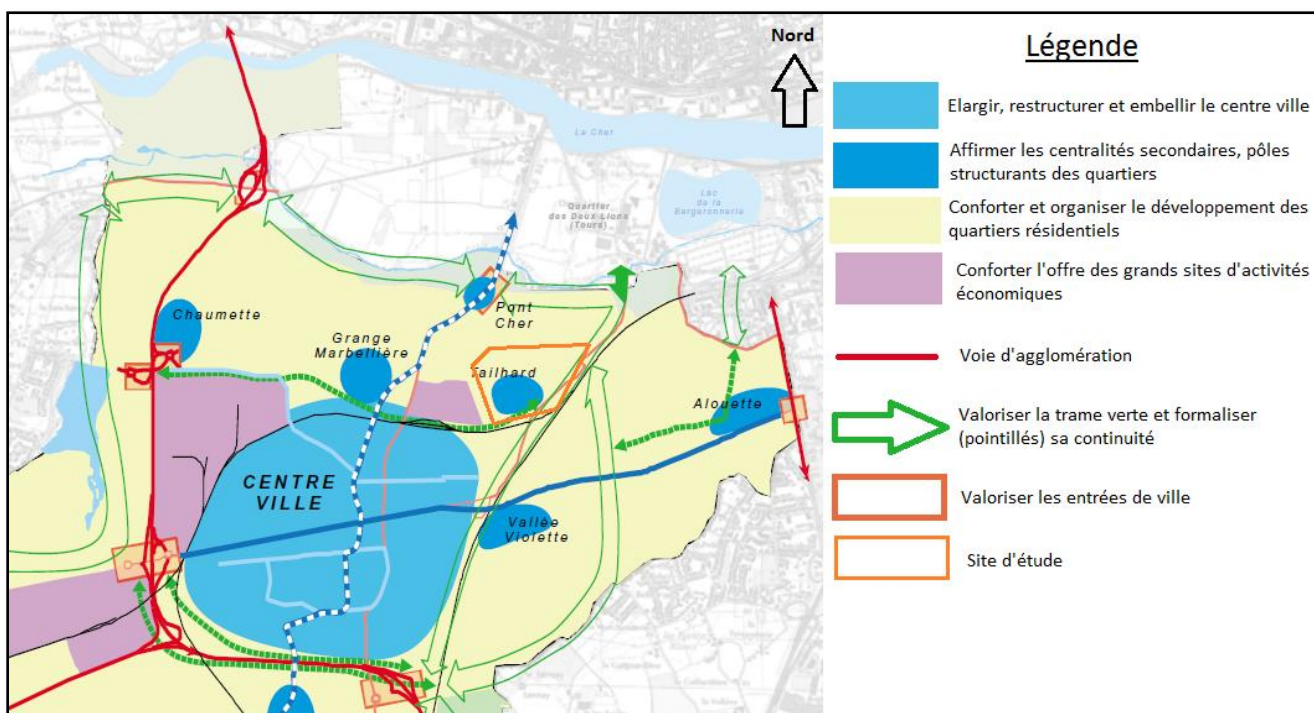 Nord
Le Cher
Quartier
des Deux Lions
(Tours)
Lac
de la
Bergeonnerie
Chaumette
Grange
Marbellière
Pont
Cher
Tailhard
Alouette
CENTRE
VILLE
Vallée
Violette
Légende
Elargir, restructurer et embellir le centre ville
Affirmer les centralités secondaires, pôles
structurants des quartiers
Conforter et organiser le développement des
quartiers résidentiels
Conforter l'offre des grands sites d'activités
économiques
Voie d'agglomération
Valoriser la trame verte et formaliser
(pointillés) sa continuité
Valoriser les entrées de ville
Site d'étude